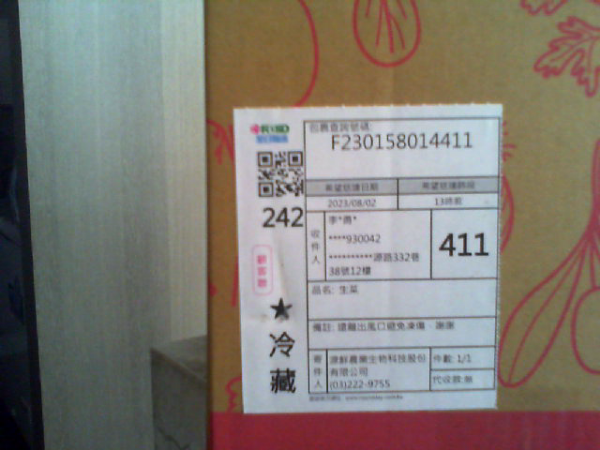 包裹查詢號碼:
F230158014411
希望送達日期
希望送達時段
2023/08/02
13時前
242
收件人
李*喬*
****930042
**********源路332巷
38號12樓
411
品名: 生菜
★
冷藏
備註: 遠離出風口避免凍傷,謝謝
寄件人
源鮮農業生物科技股份
有限公司
(03)222-9755
件數: 1/1
代收款:無